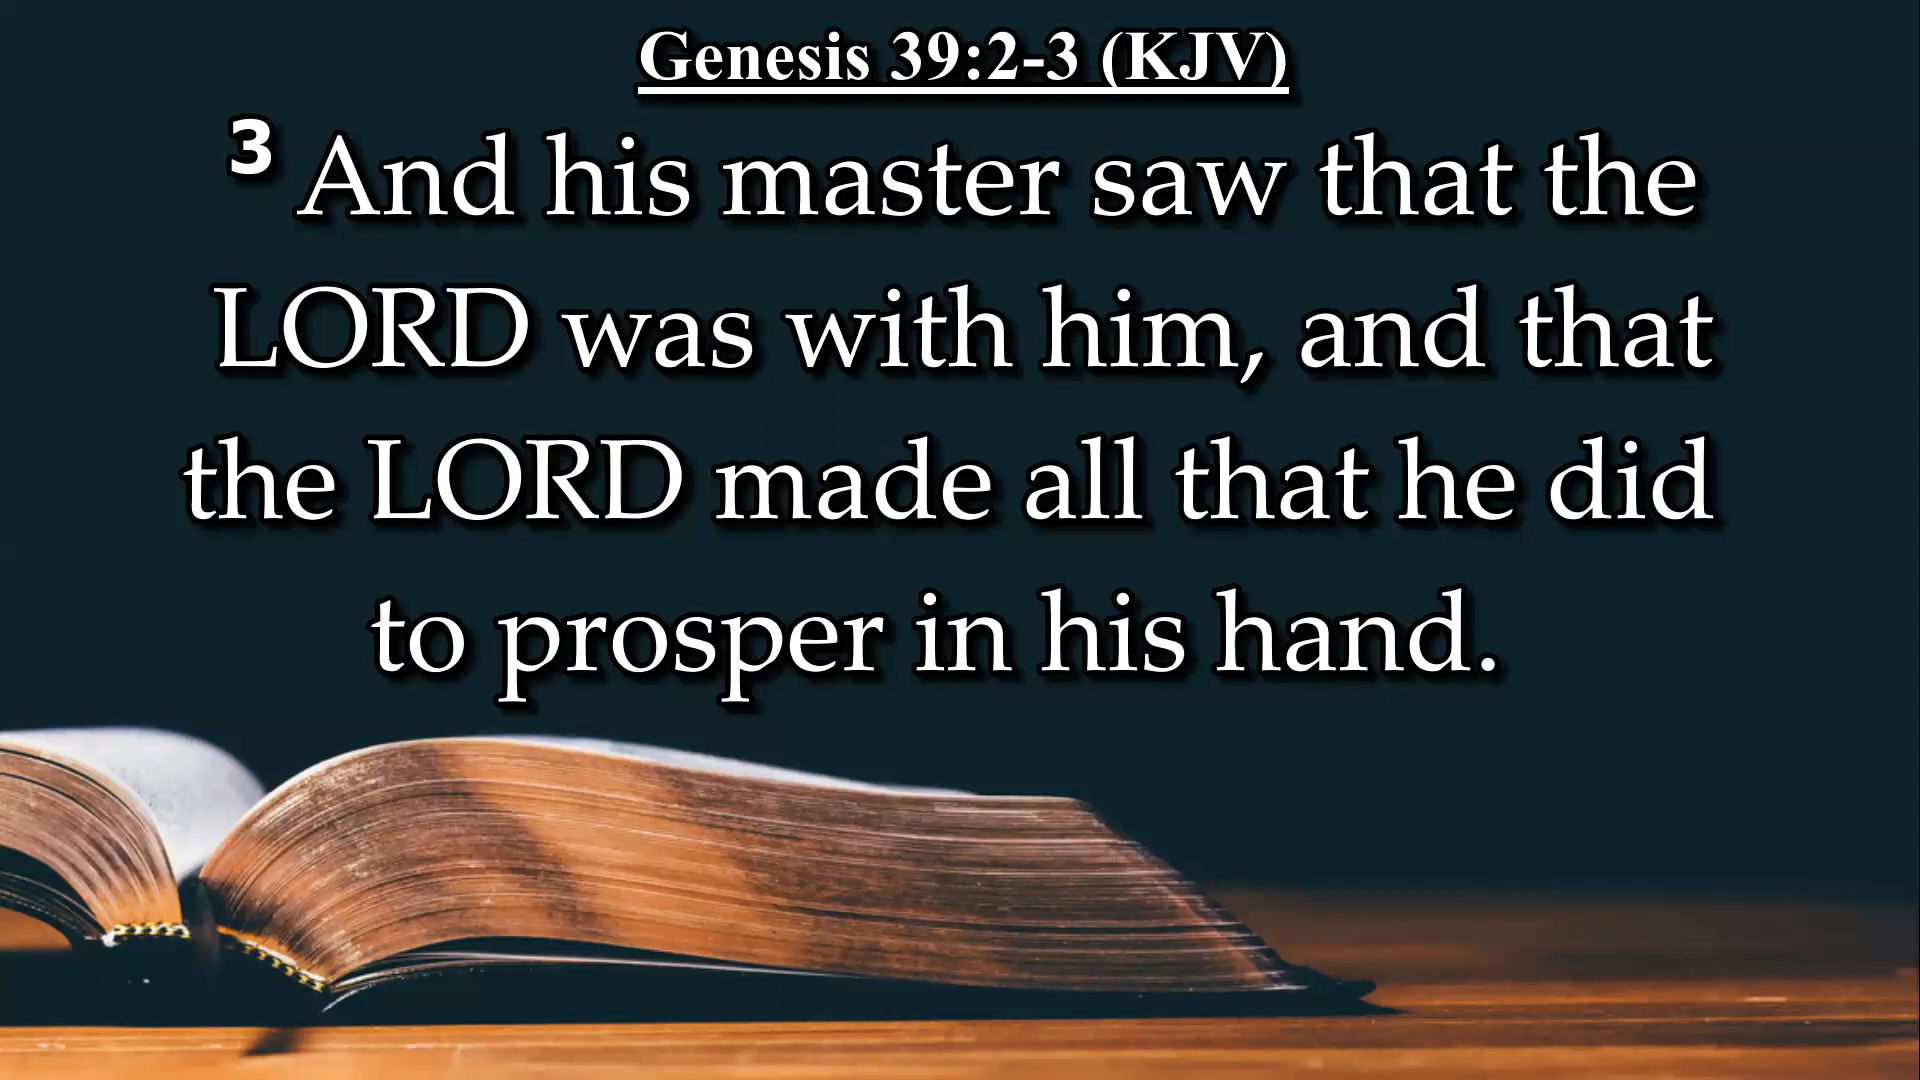 Genesis 39:2-3 (KJV)
3 And his master saw that the
LORD was with him, and that
the LORD made all that he did
to prosper in his hand.